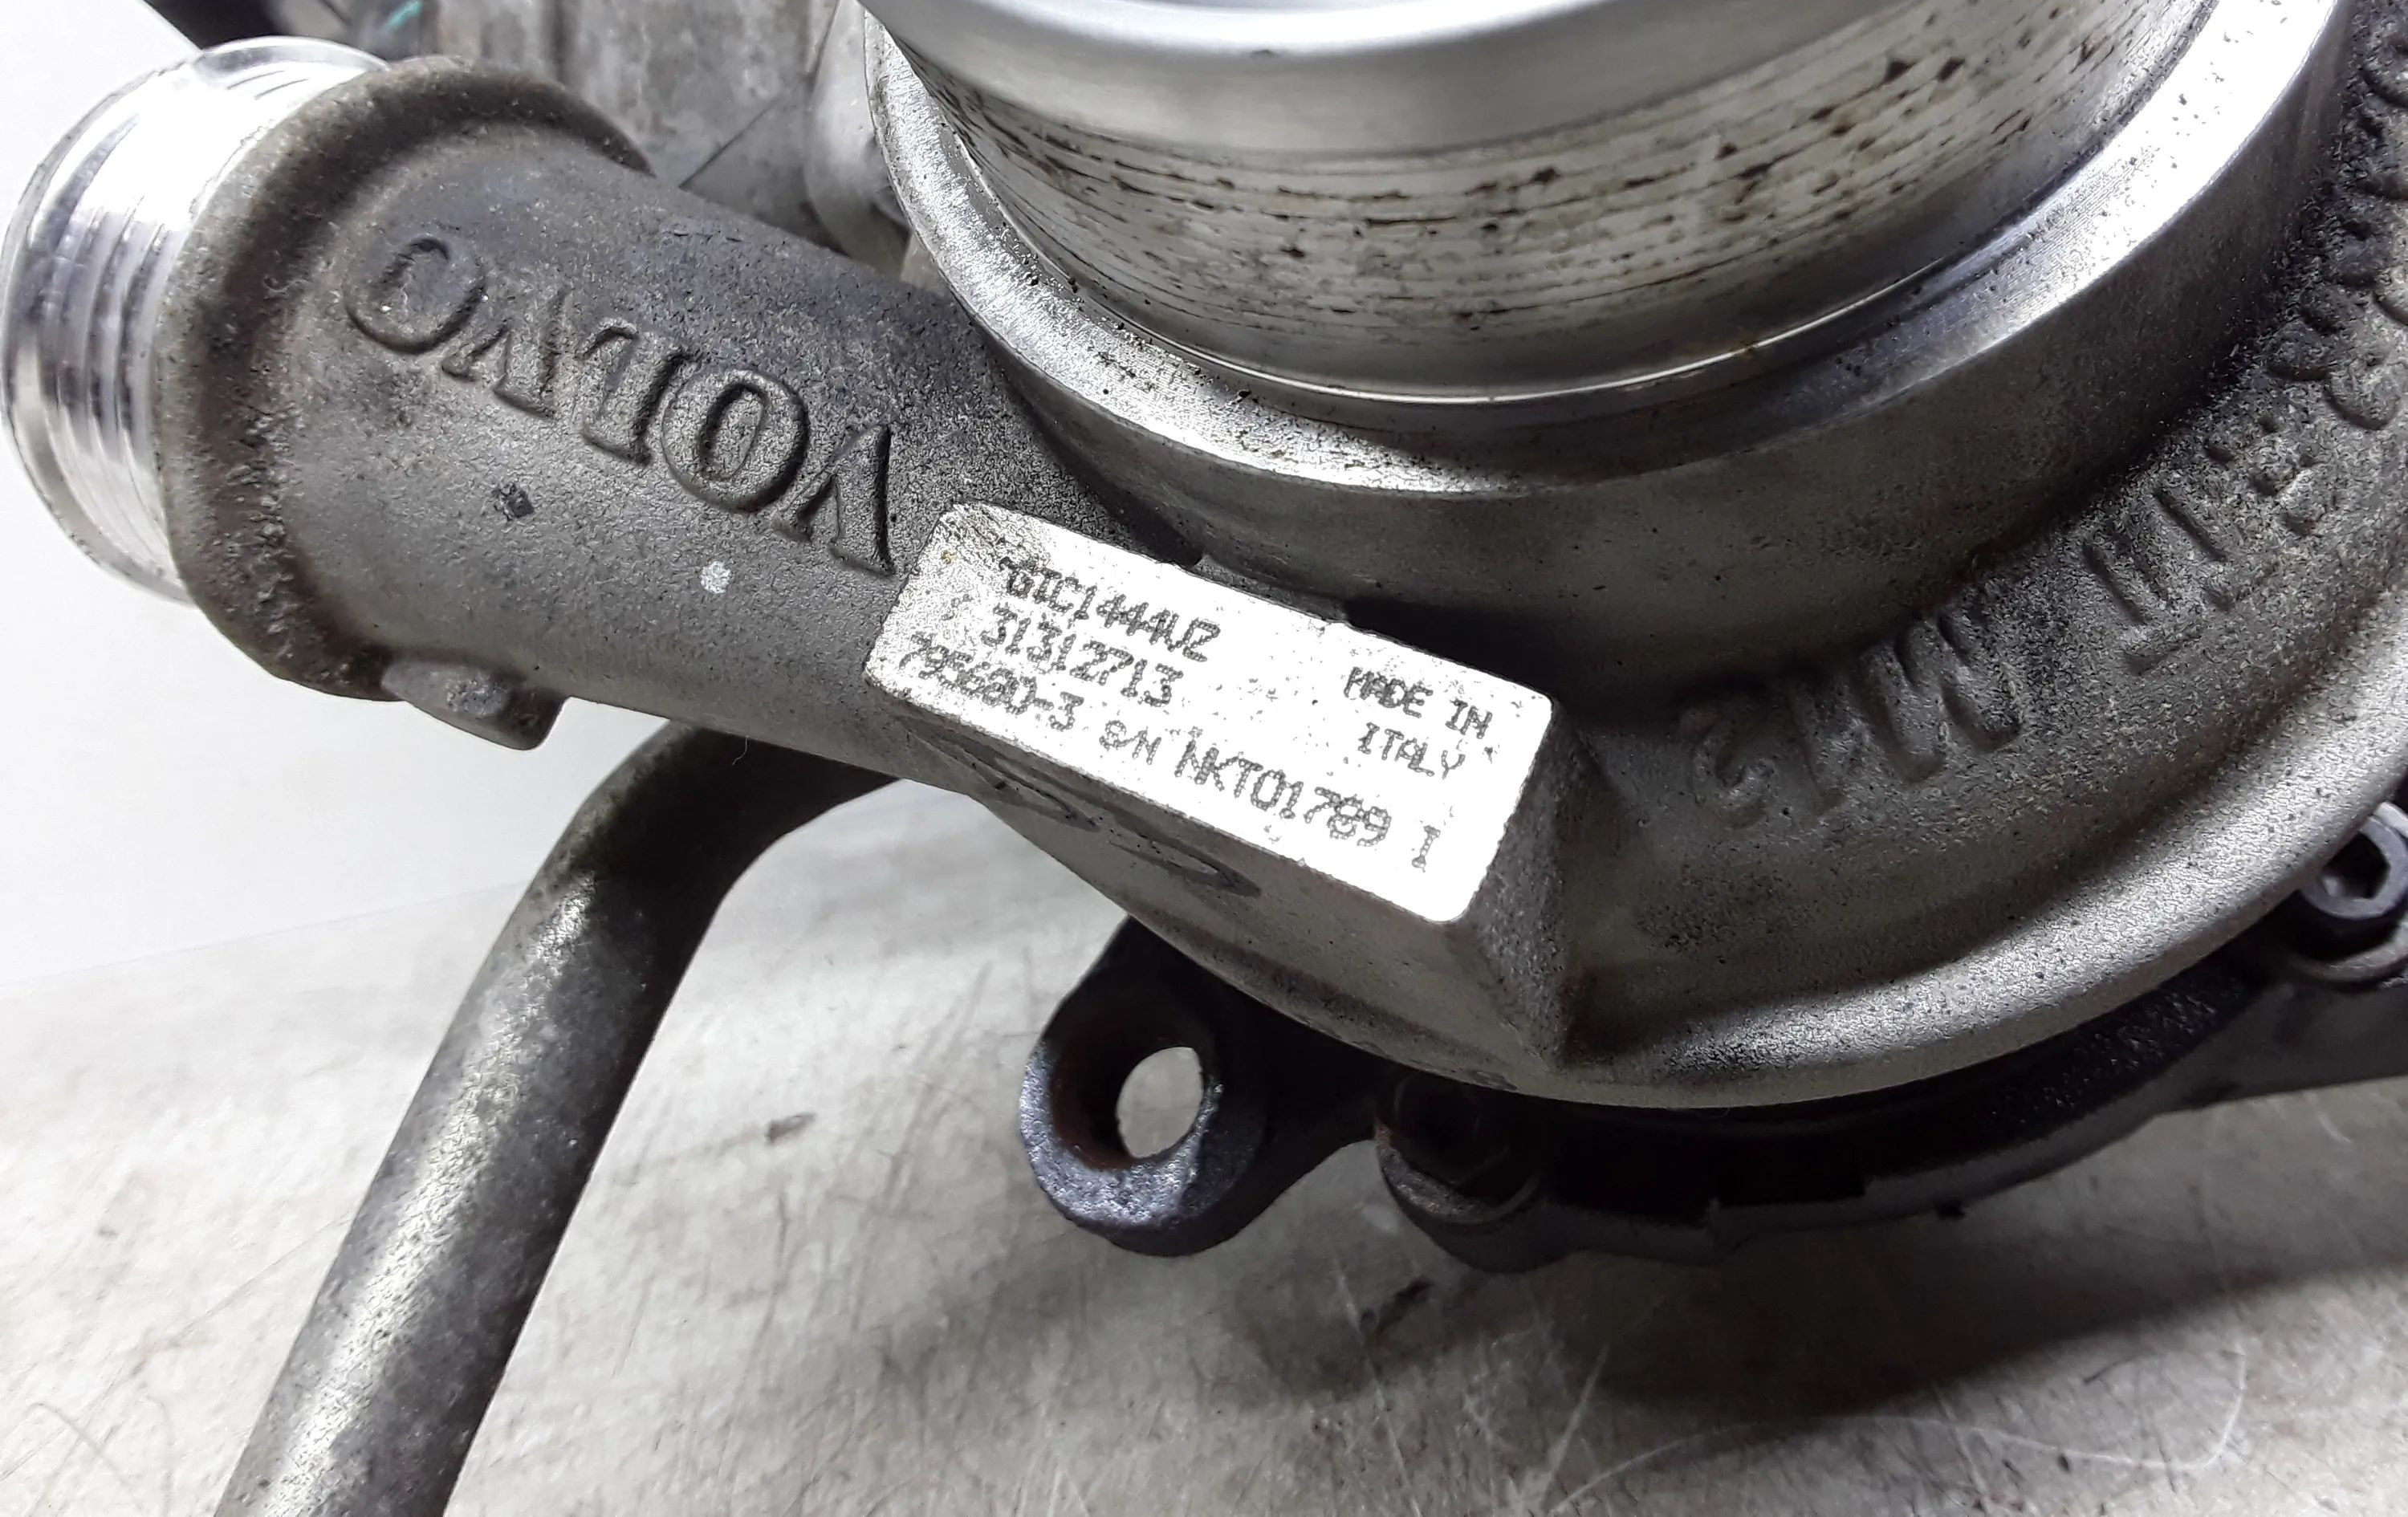 VOLVO
GTC1444VZ
31312713
MADE IN
ITALY
795680-3 S/N NKT01789 I